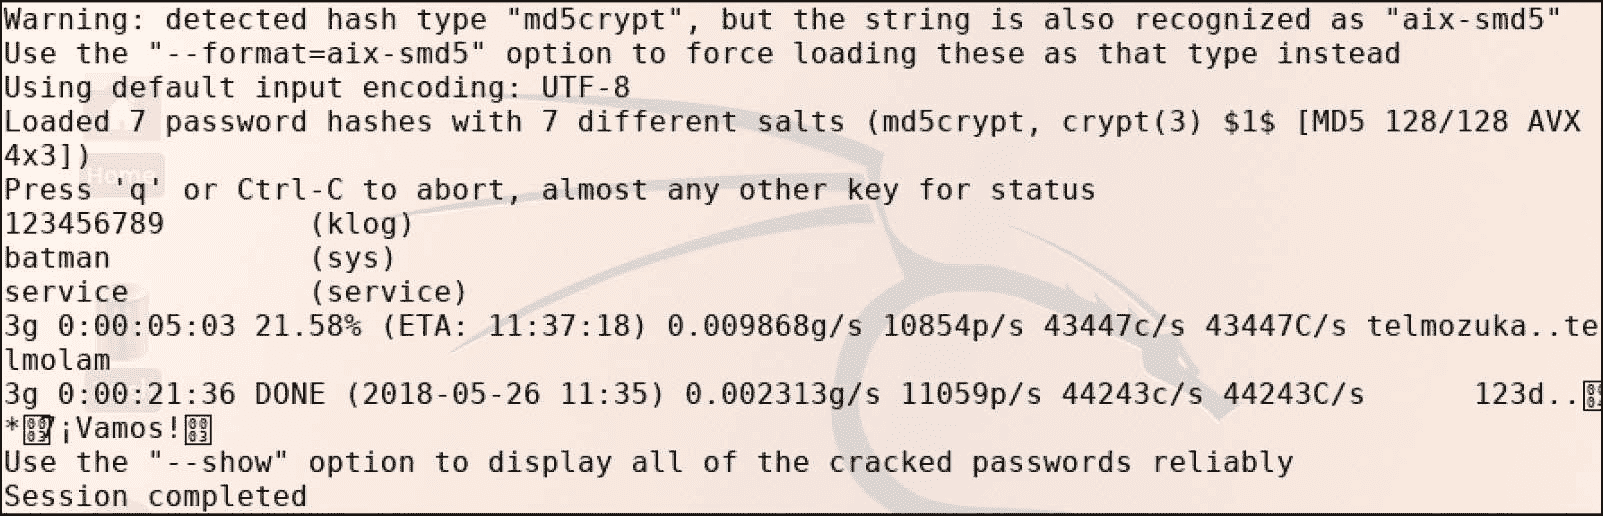 Warning: detected hash type "md5crypt", but the string is also recognized as "aix-smd5"
Use the "--format=aix-smd5" option to force loading these as that type instead
Using default input encoding: UTF-8
Loaded 7 password hashes with 7 different salts (md5crypt, crypt(3) $1$ [MD5 128/128 AVX
4x3])
Home
Press 'q' or Ctrl-C to abort, almost any other key for status
123456789        (klog)
batman           (sys)
service          (service)
3g 0:00:05:03 21.58% (ETA: 11:37:18) 0.009868g/s 10854p/s 43447c/s 43447C/s telmozuka..te
lmolam
3g 0:00:21:36 DONE (2018-05-26 11:35) 0.002313g/s 11059p/s 44243c/s 44243C/s      123d..
*7¡Vamos!
Use the "--show" option to display all of the cracked passwords reliably
Session completed